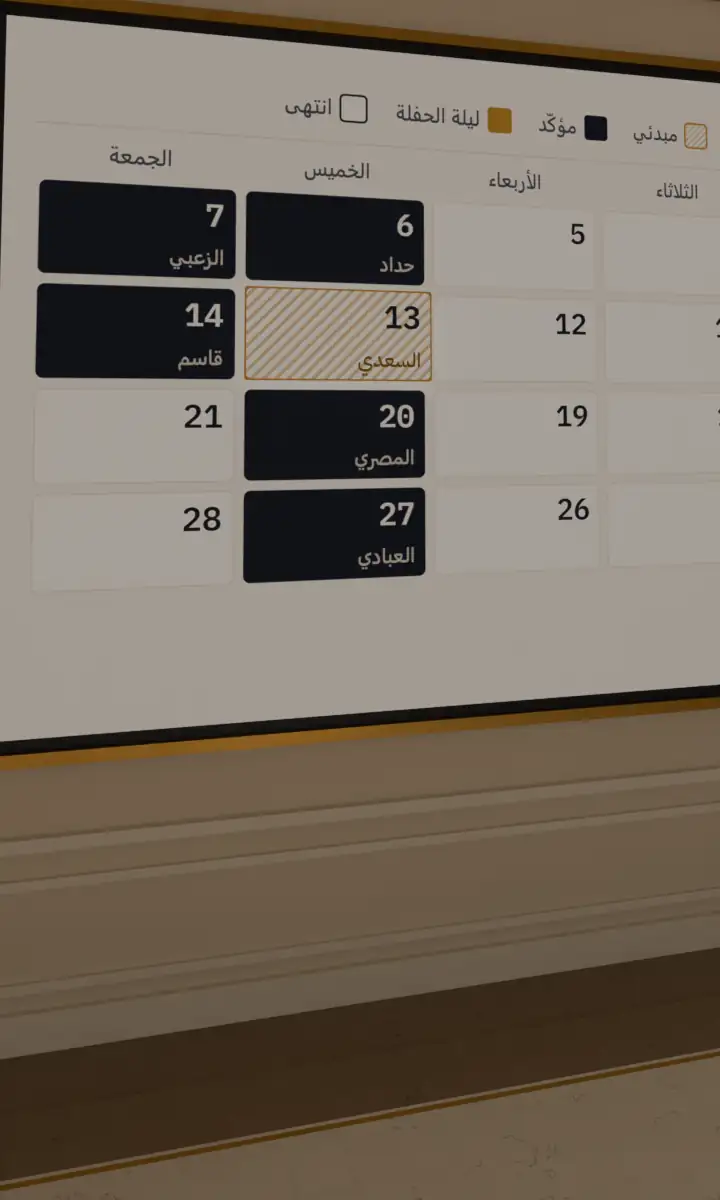 مبدئي مؤكّد ليلة الحفلة انتهى
الثلاثاء الأربعاء الخميس الجمعة
5 6 7
حداد الزعبي
12 13 14
السعدي قاسم
19 20 21
المصري
26 27 28
العبادي